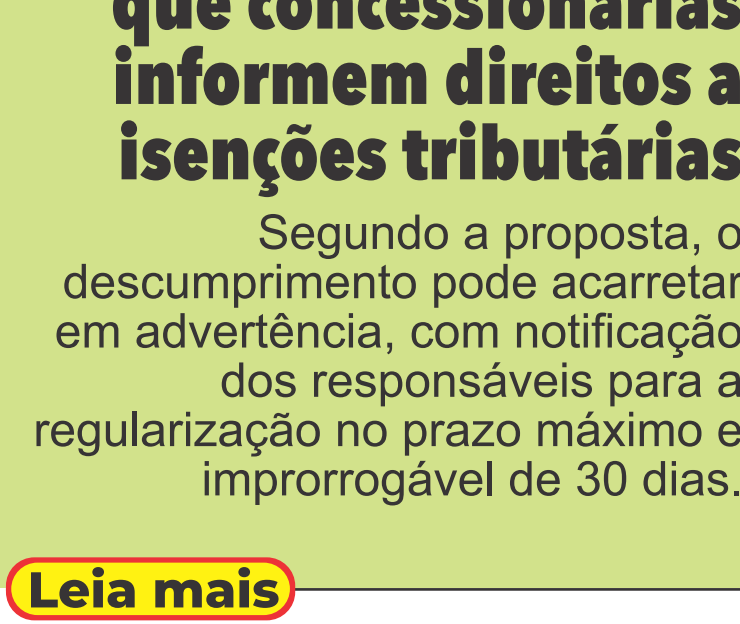 que concessionárias
informem direitos a
isenções tributárias
Segundo a proposta, o
descumprimento pode acarretar
em advertência, com notificação
dos responsáveis para a
regularização no prazo máximo e
improrrogável de 30 dias.
Leia mais